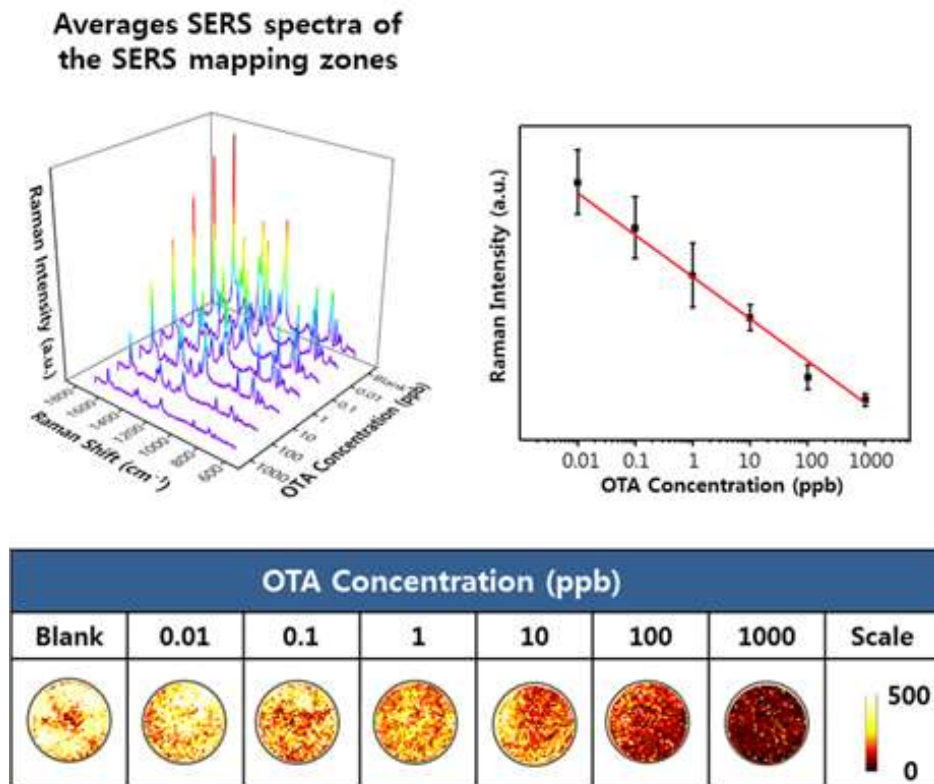 Averages SERS spectra of
the SERS mapping zones
Raman Intensity (a.u.)
1800
1600
1400
1200
1000
800
600
Raman Shift (cm⁻¹)
Blank
0.01
0.1
1
10
100
1000
OTA Concentration (ppb)
Raman Intensity (a.u.)
0.01 0.1 1 10 100 1000
OTA Concentration (ppb)
OTA Concentration (ppb)
Blank 0.01 0.1 1 10 100 1000 Scale
500
0